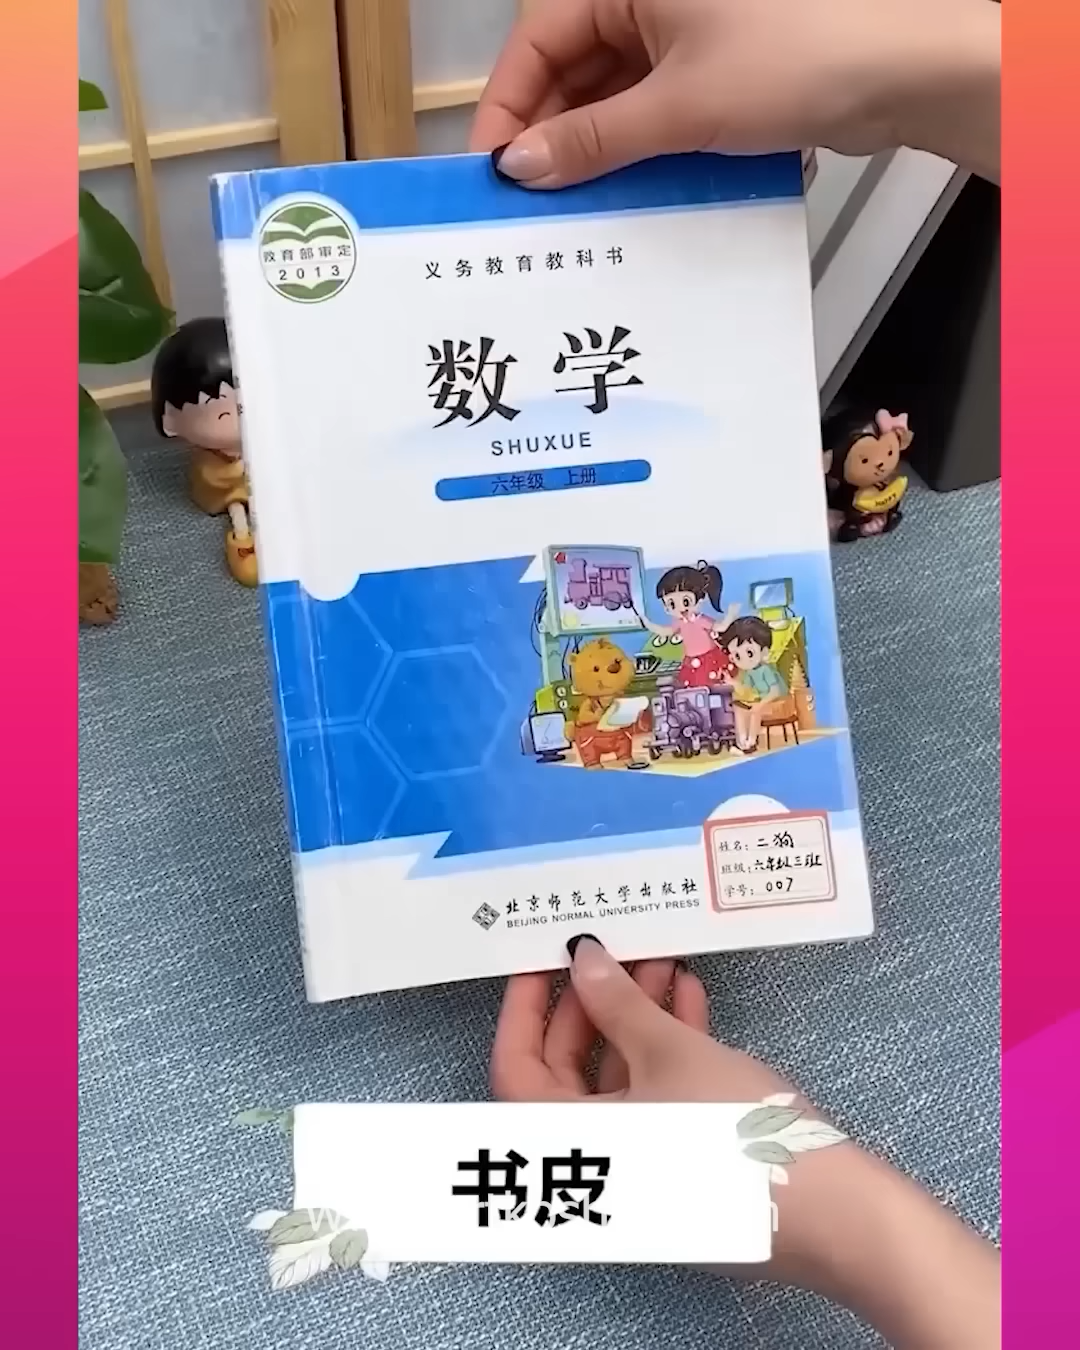 教育部审定
2013
义务教育教科书
数学
SHUXUE
六年级 上册
姓名：二狗
班级：六年级三班
学号：007
北京师范大学出版社
BEIJING NORMAL UNIVERSITY PRESS
书皮